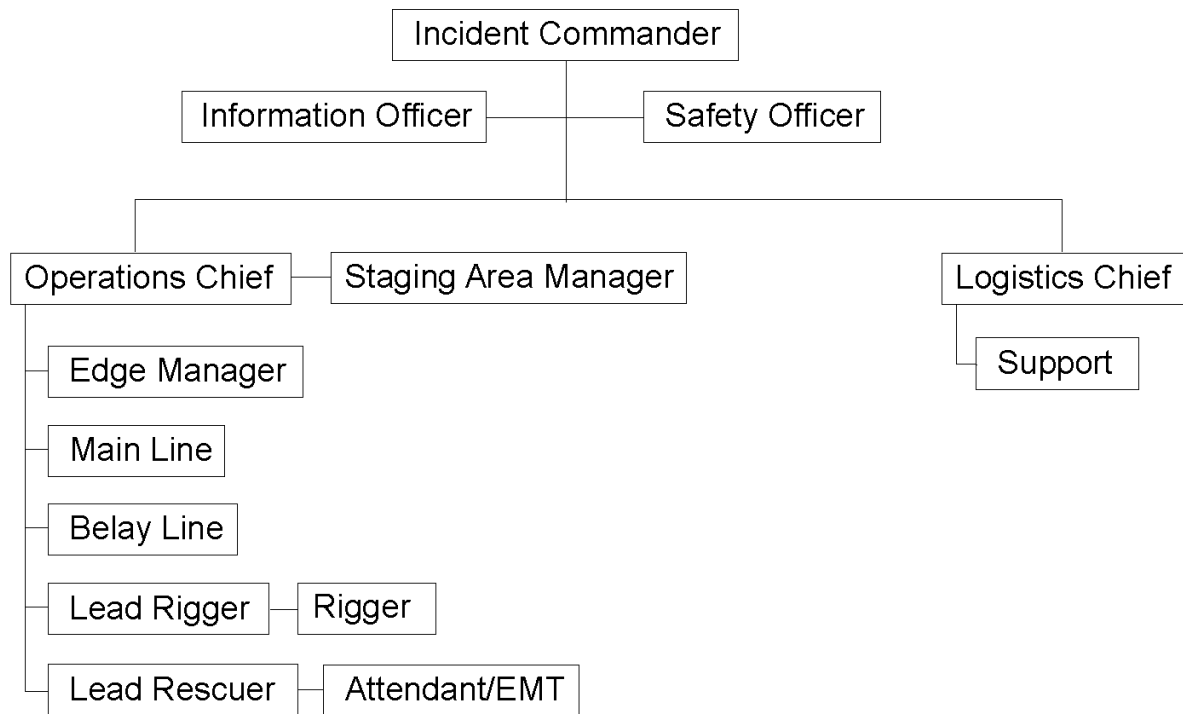 Incident Commander
Information Officer
Safety Officer
Operations Chief
Staging Area Manager
Logistics Chief
Edge Manager
Support
Main Line
Belay Line
Lead Rigger
Rigger
Lead Rescuer
Attendant/EMT